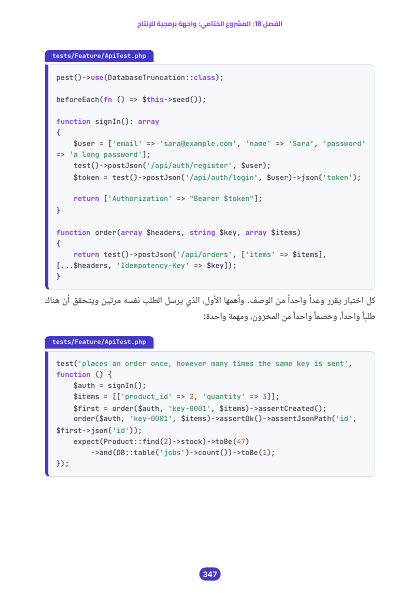 الفصل 18: المشروع الختامي: واجهة برمجية للإنتاج
tests/Feature/ApiTest.php
pest()->use(DatabaseTruncation::class);
beforeEach(fn () => $this->seed());
function signIn(): array
{
    $user = ['email' => 'sara@example.com', 'name' => 'Sara', 'password'
=> 'a long password'];
    test()->postJson('/api/auth/register', $user);
    $token = test()->postJson('/api/auth/login', $user)->json('token');
    return ['Authorization' => "Bearer $token"];
}
function order(array $headers, string $key, array $items)
{
    return test()->postJson('/api/orders', ['items' => $items],
[...$headers, 'Idempotency-Key' => $key]);
}
كل اختبار يقرر وعداً واحداً من الوصف. وأهمها الأول، الذي يرسل الطلب نفسه مرتين ويتحقق أن هناك
طلباً واحداً، وخصماً واحداً من المخزون، ومهمة واحدة:
tests/Feature/ApiTest.php
test('places an order once, however many times the same key is sent',
function () {
    $auth = signIn();
    $items = [['product_id' => 2, 'quantity' => 3]];
    $first = order($auth, 'key-0001', $items)->assertCreated();
    order($auth, 'key-0001', $items)->assertOk()->assertJsonPath('id',
$first->json('id'));
    expect(Product::find(2)->stock)->toBe(47)
        ->and(DB::table('jobs')->count())->toBe(1);
});
347